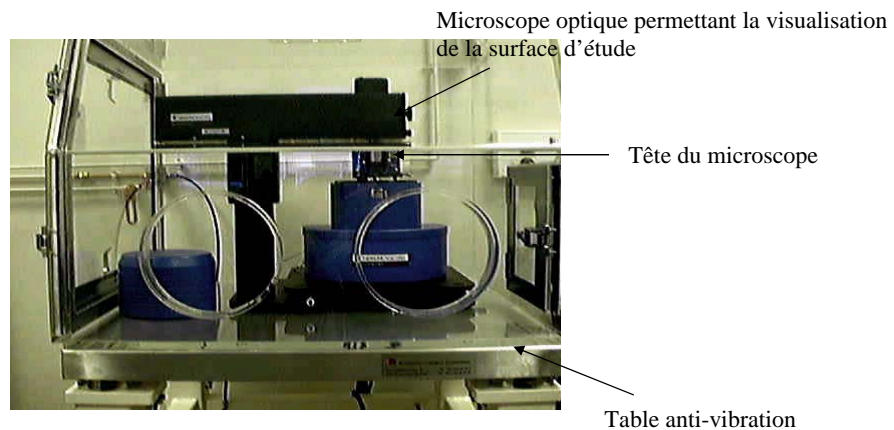 Microscope optique permettant la visualisation
de la surface d’étude
Tête du microscope
Table anti-vibration